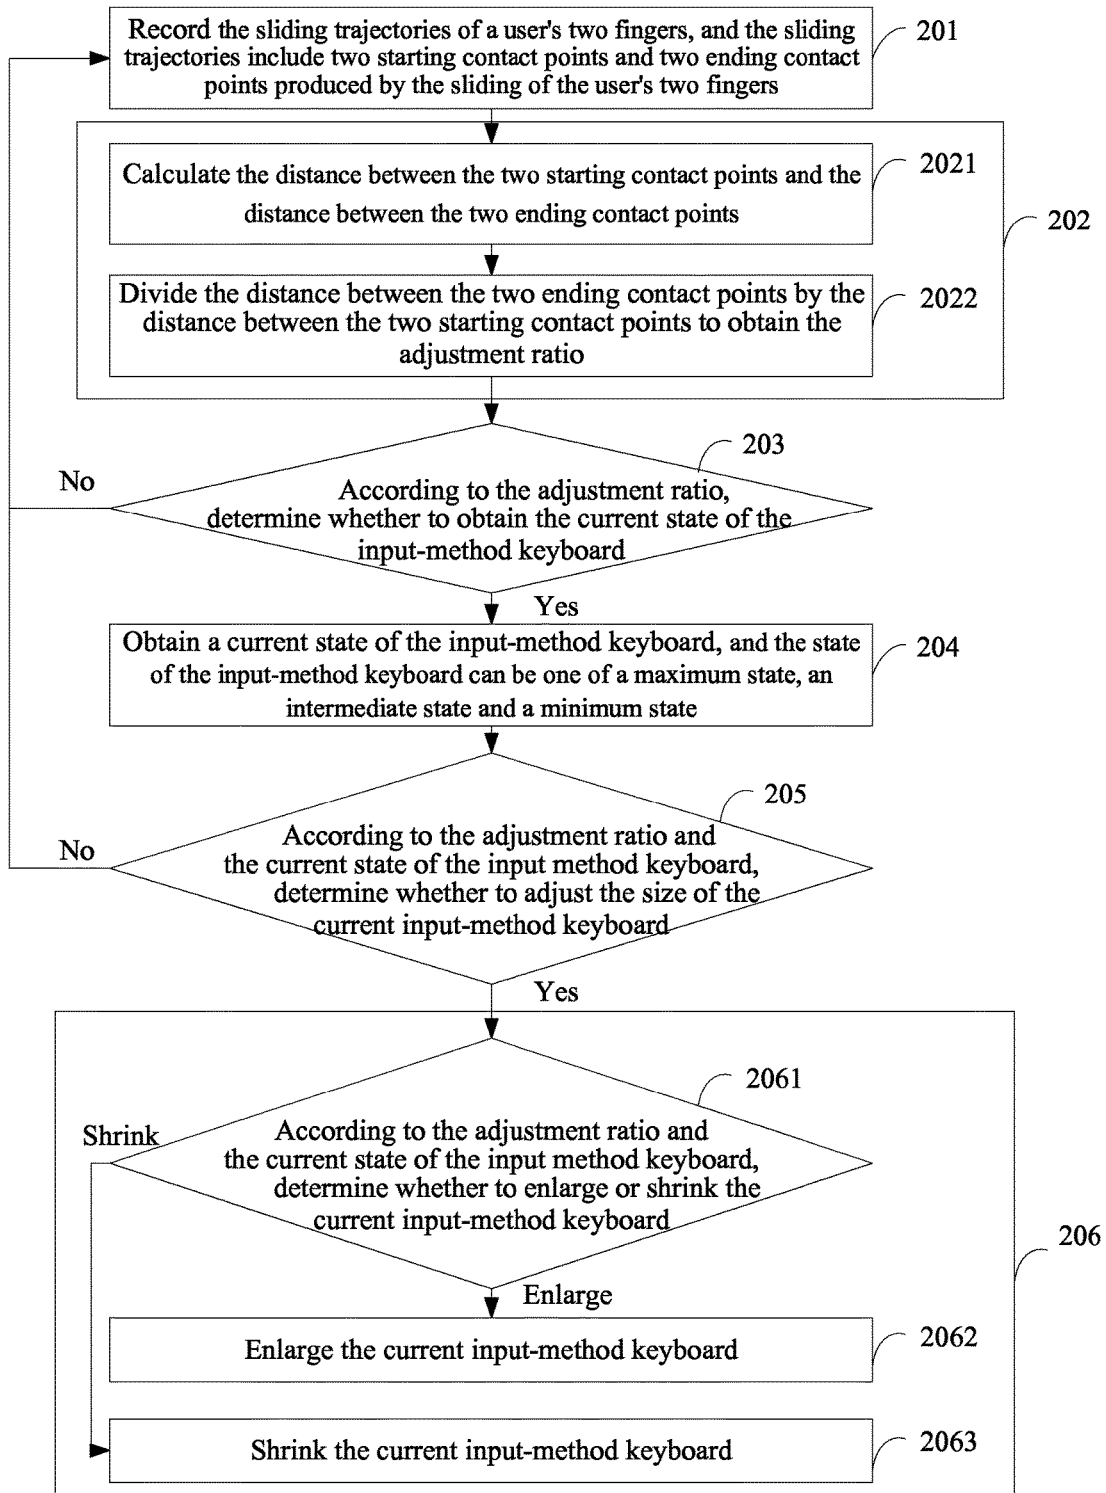 Record the sliding trajectories of a user's two fingers, and the sliding
trajectories include two starting contact points and two ending contact
points produced by the sliding of the user's two fingers
201
Calculate the distance between the two starting contact points and the
distance between the two ending contact points
2021
202
Divide the distance between the two ending contact points by the
distance between the two starting contact points to obtain the
adjustment ratio
2022
203
No
According to the adjustment ratio,
determine whether to obtain the current state of the
input-method keyboard
Yes
Obtain a current state of the input-method keyboard, and the state
of the input-method keyboard can be one of a maximum state, an
intermediate state and a minimum state
204
205
No
According to the adjustment ratio and
the current state of the input method keyboard,
determine whether to adjust the size of the
current input-method keyboard
Yes
2061
Shrink
According to the adjustment ratio and
the current state of the input method keyboard,
determine whether to enlarge or shrink the
current input-method keyboard
206
Enlarge
Enlarge the current input-method keyboard
2062
Shrink the current input-method keyboard
2063